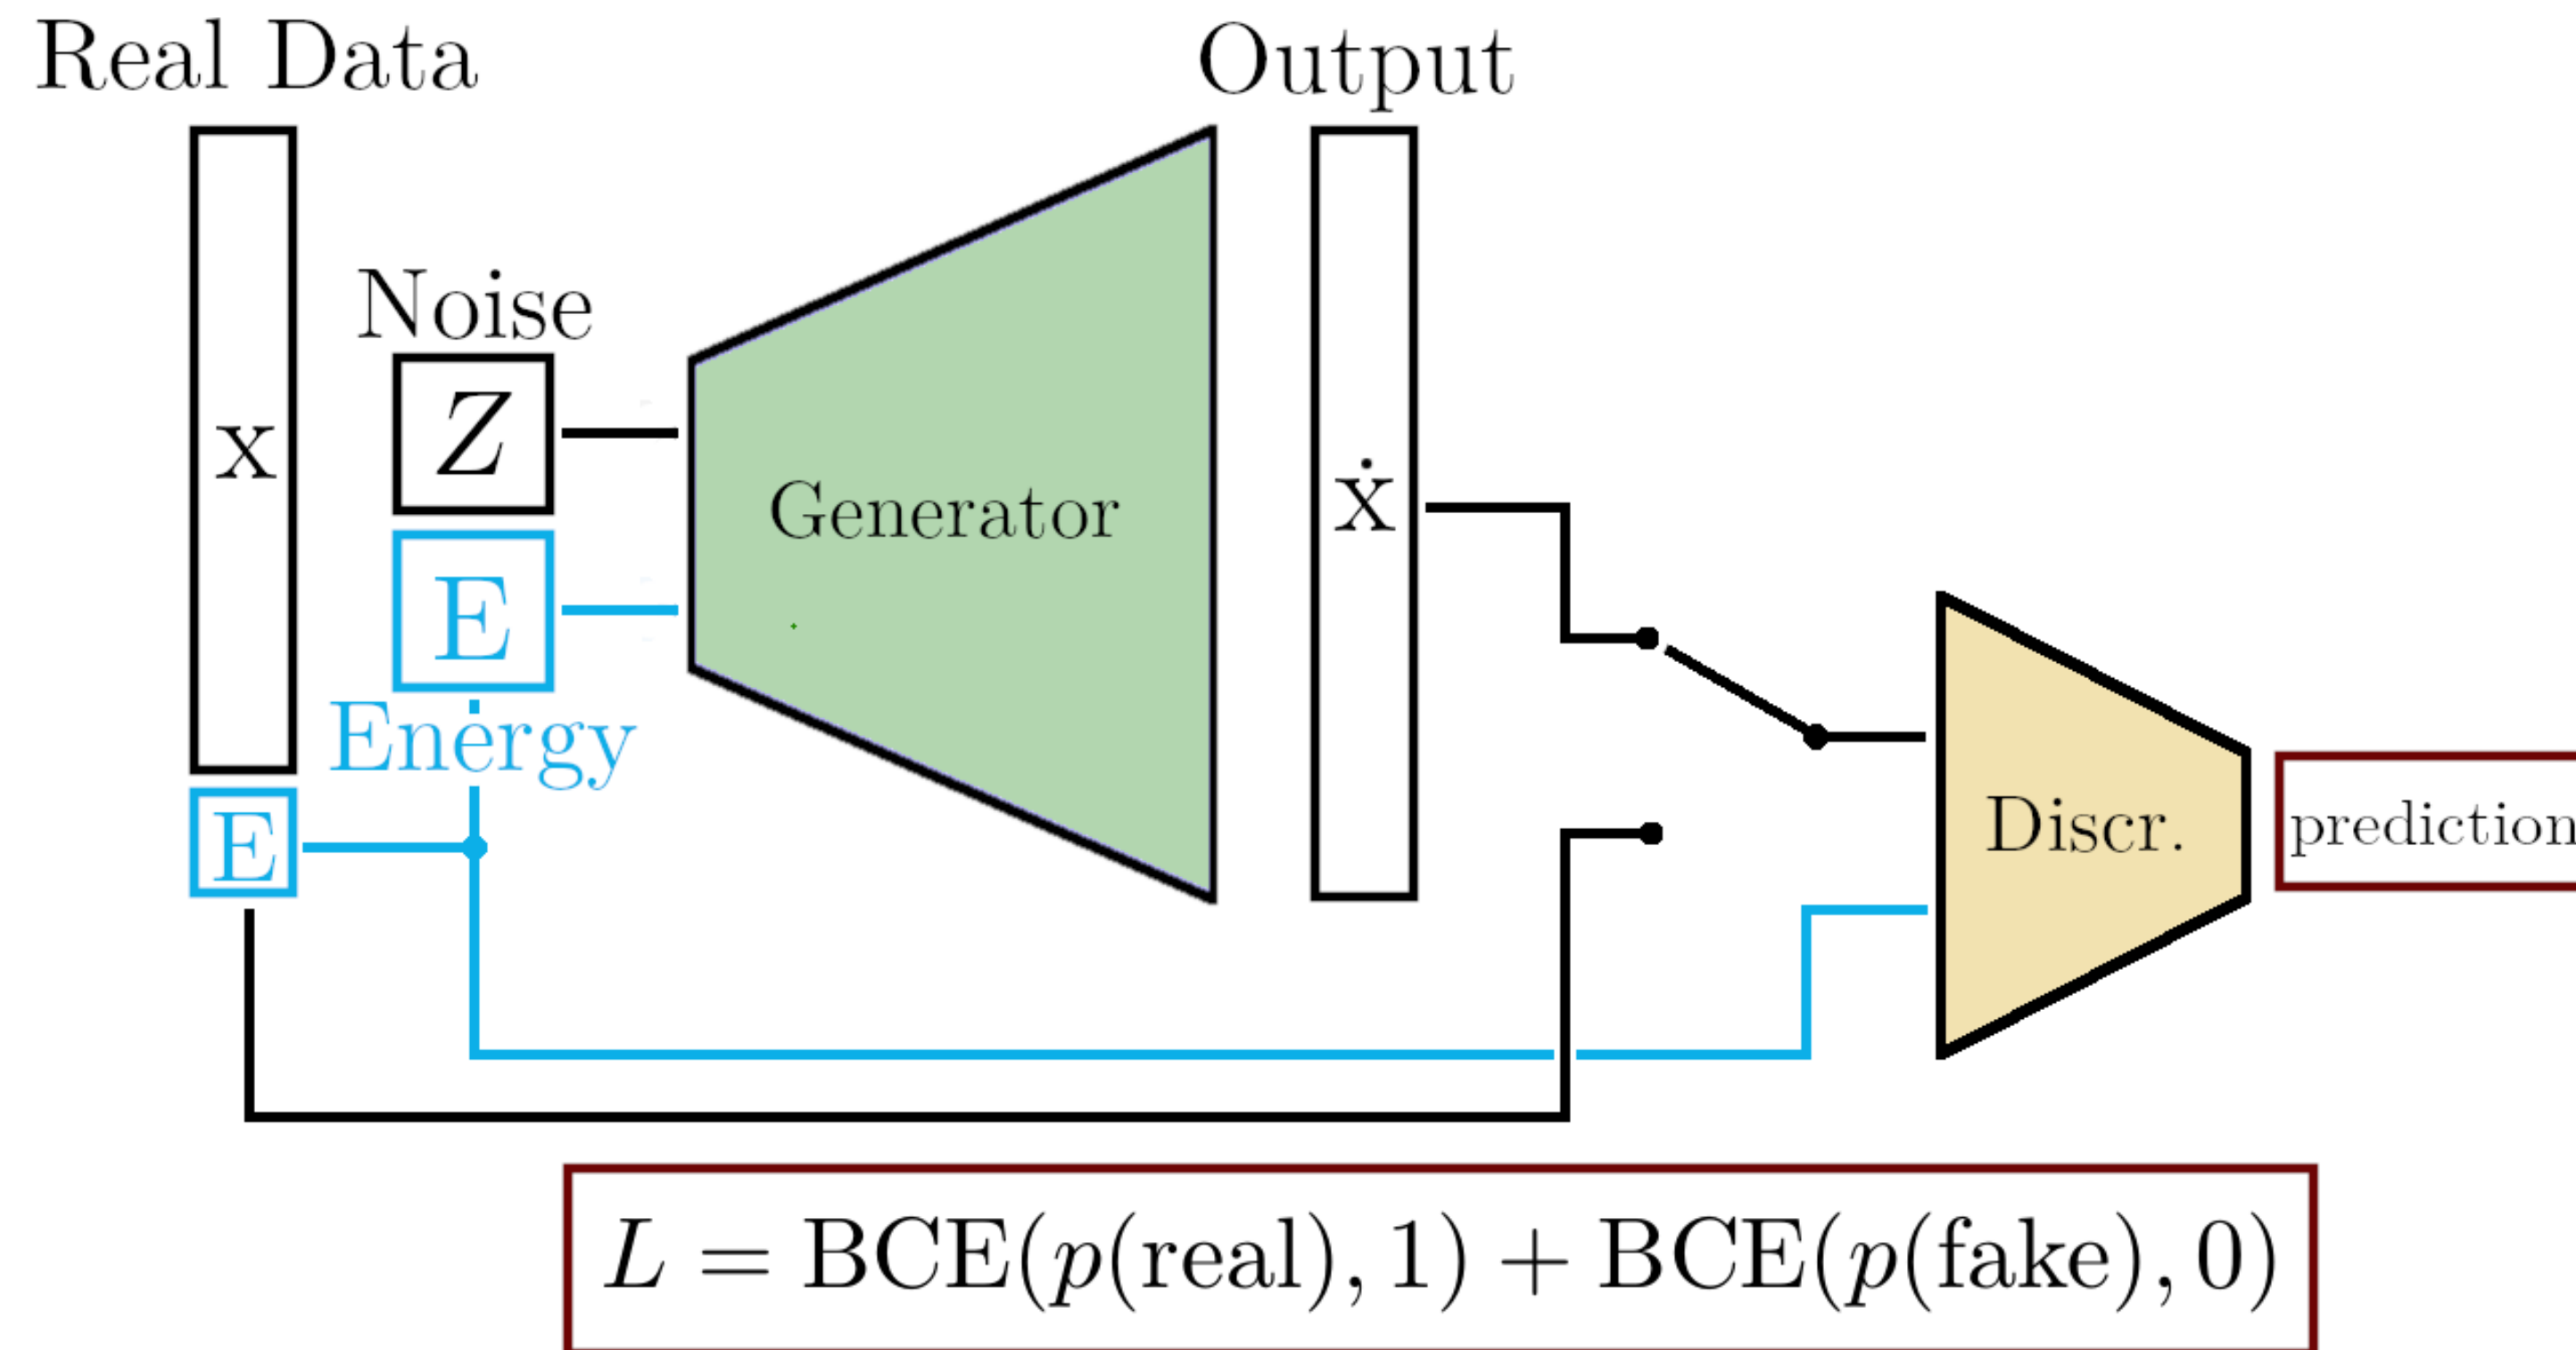 Real Data
Output
Noise
x
Z
ẋ
Generator
E
Energy
E
Discr.
prediction
L = BCE(p(real), 1) + BCE(p(fake), 0)